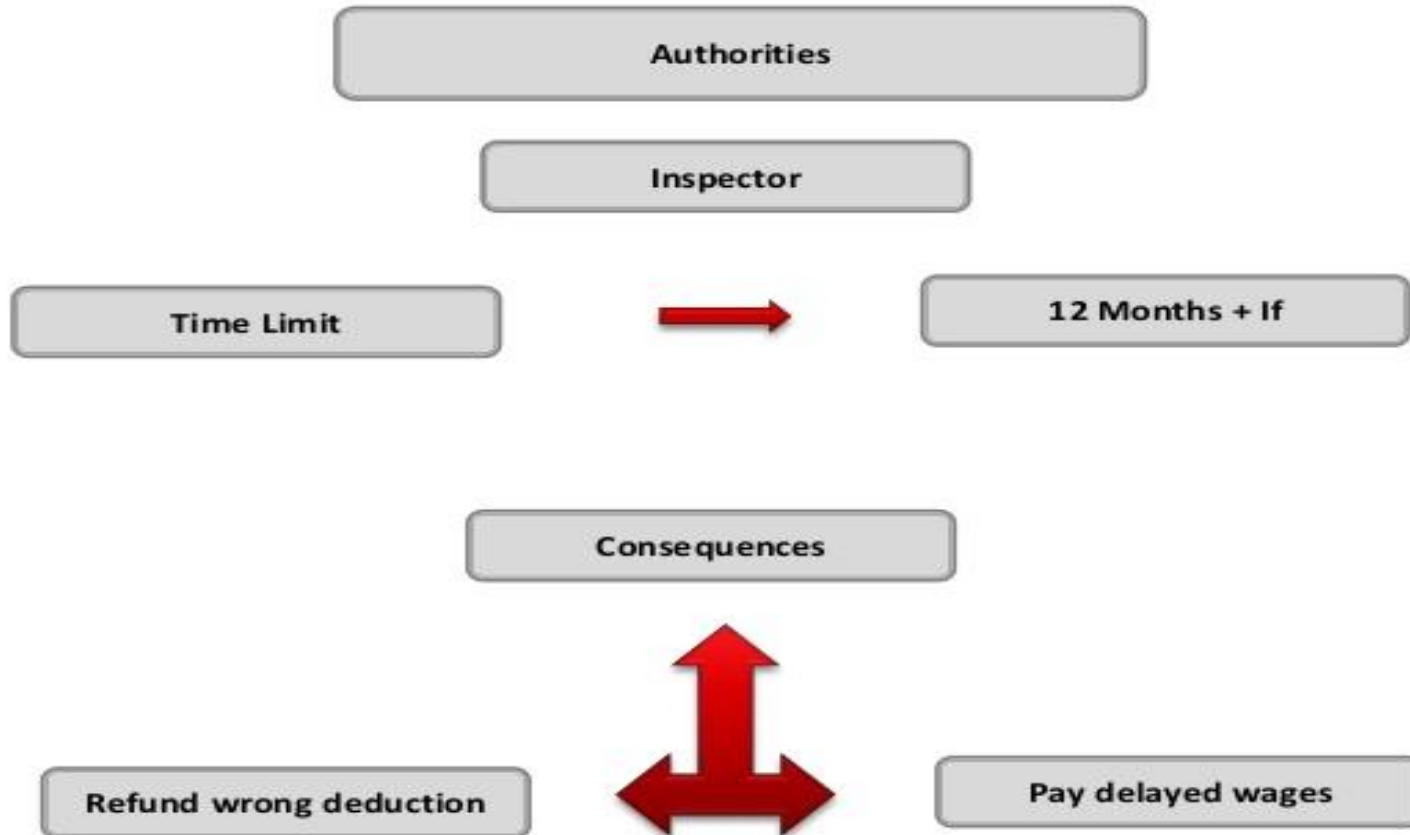 Authorities
Inspector
Time Limit
12 Months + If
Consequences
Refund wrong deduction
Pay delayed wages